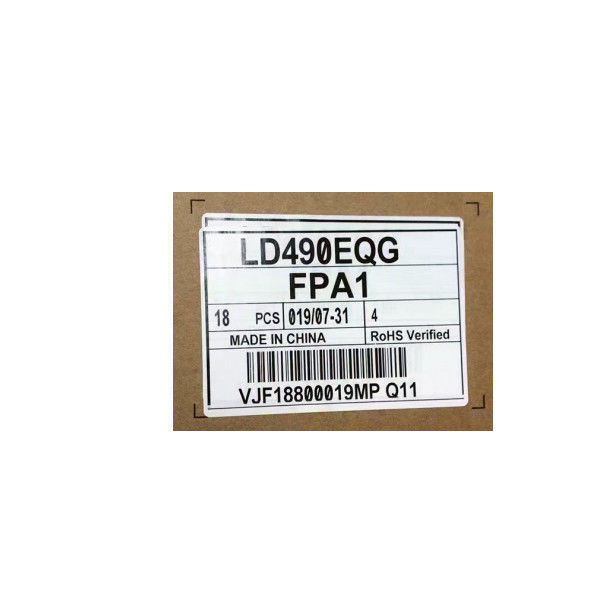 LD490EQG
FPA1
18 PCS 019/07-31 4
MADE IN CHINA RoHS Verified
VJF18800019MP Q11